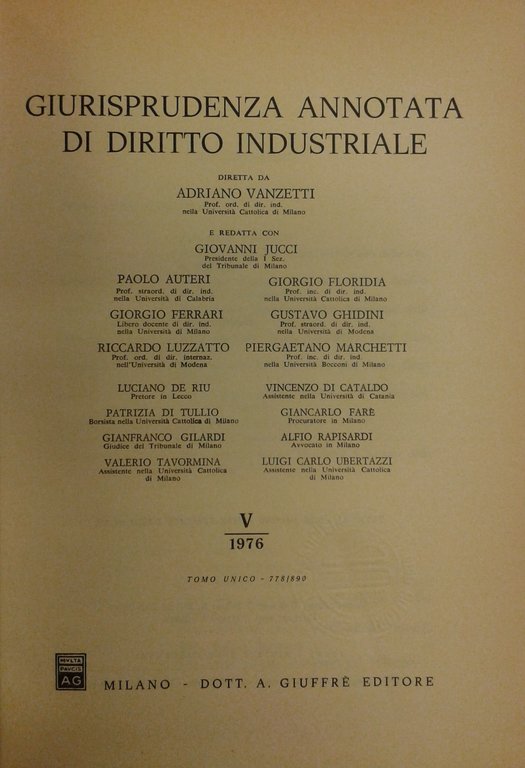 GIURISPRUDENZA ANNOTATA
DI DIRITTO INDUSTRIALE
DIRETTA DA
ADRIANO VANZETTI
Prof. ord. di dir. ind.
nella Università Cattolica di Milano
E REDATTA CON
GIOVANNI JUCCI
Presidente della I Sez.
del Tribunale di Milano
PAOLO AUTERI
Prof. straord. di dir. ind.
nella Università di Calabria
GIORGIO FLORIDIA
Prof. inc. di dir. ind.
nella Università Cattolica di Milano
GIORGIO FERRARI
Libero docente di dir. ind.
nella Università di Milano
GUSTAVO GHIDINI
Prof. straord. di dir. ind.
nella Università di Modena
RICCARDO LUZZATTO
Prof. ord. di dir. internaz.
nell'Università di Modena
PIERGAETANO MARCHETTI
Prof. inc. di dir. ind.
nella Università Bocconi di Milano
LUCIANO DE RIU
Pretore in Lecco
VINCENZO DI CATALDO
Assistente nella Università di Catania
PATRIZIA DI TULLIO
Borsista nella Università Cattolica di Milano
GIANCARLO FARÈ
Procuratore in Milano
GIANFRANCO GILARDI
Giudice del Tribunale di Milano
ALFIO RAPISARDI
Avvocato in Milano
VALERIO TAVORMINA
Assistente nella Università Cattolica
di Milano
LUIGI CARLO UBERTAZZI
Assistente nella Università Cattolica
di Milano
V
1976
TOMO UNICO - 778/890
MVLTA
PAVCIS
AG
MILANO - DOTT. A. GIUFFRÈ EDITORE